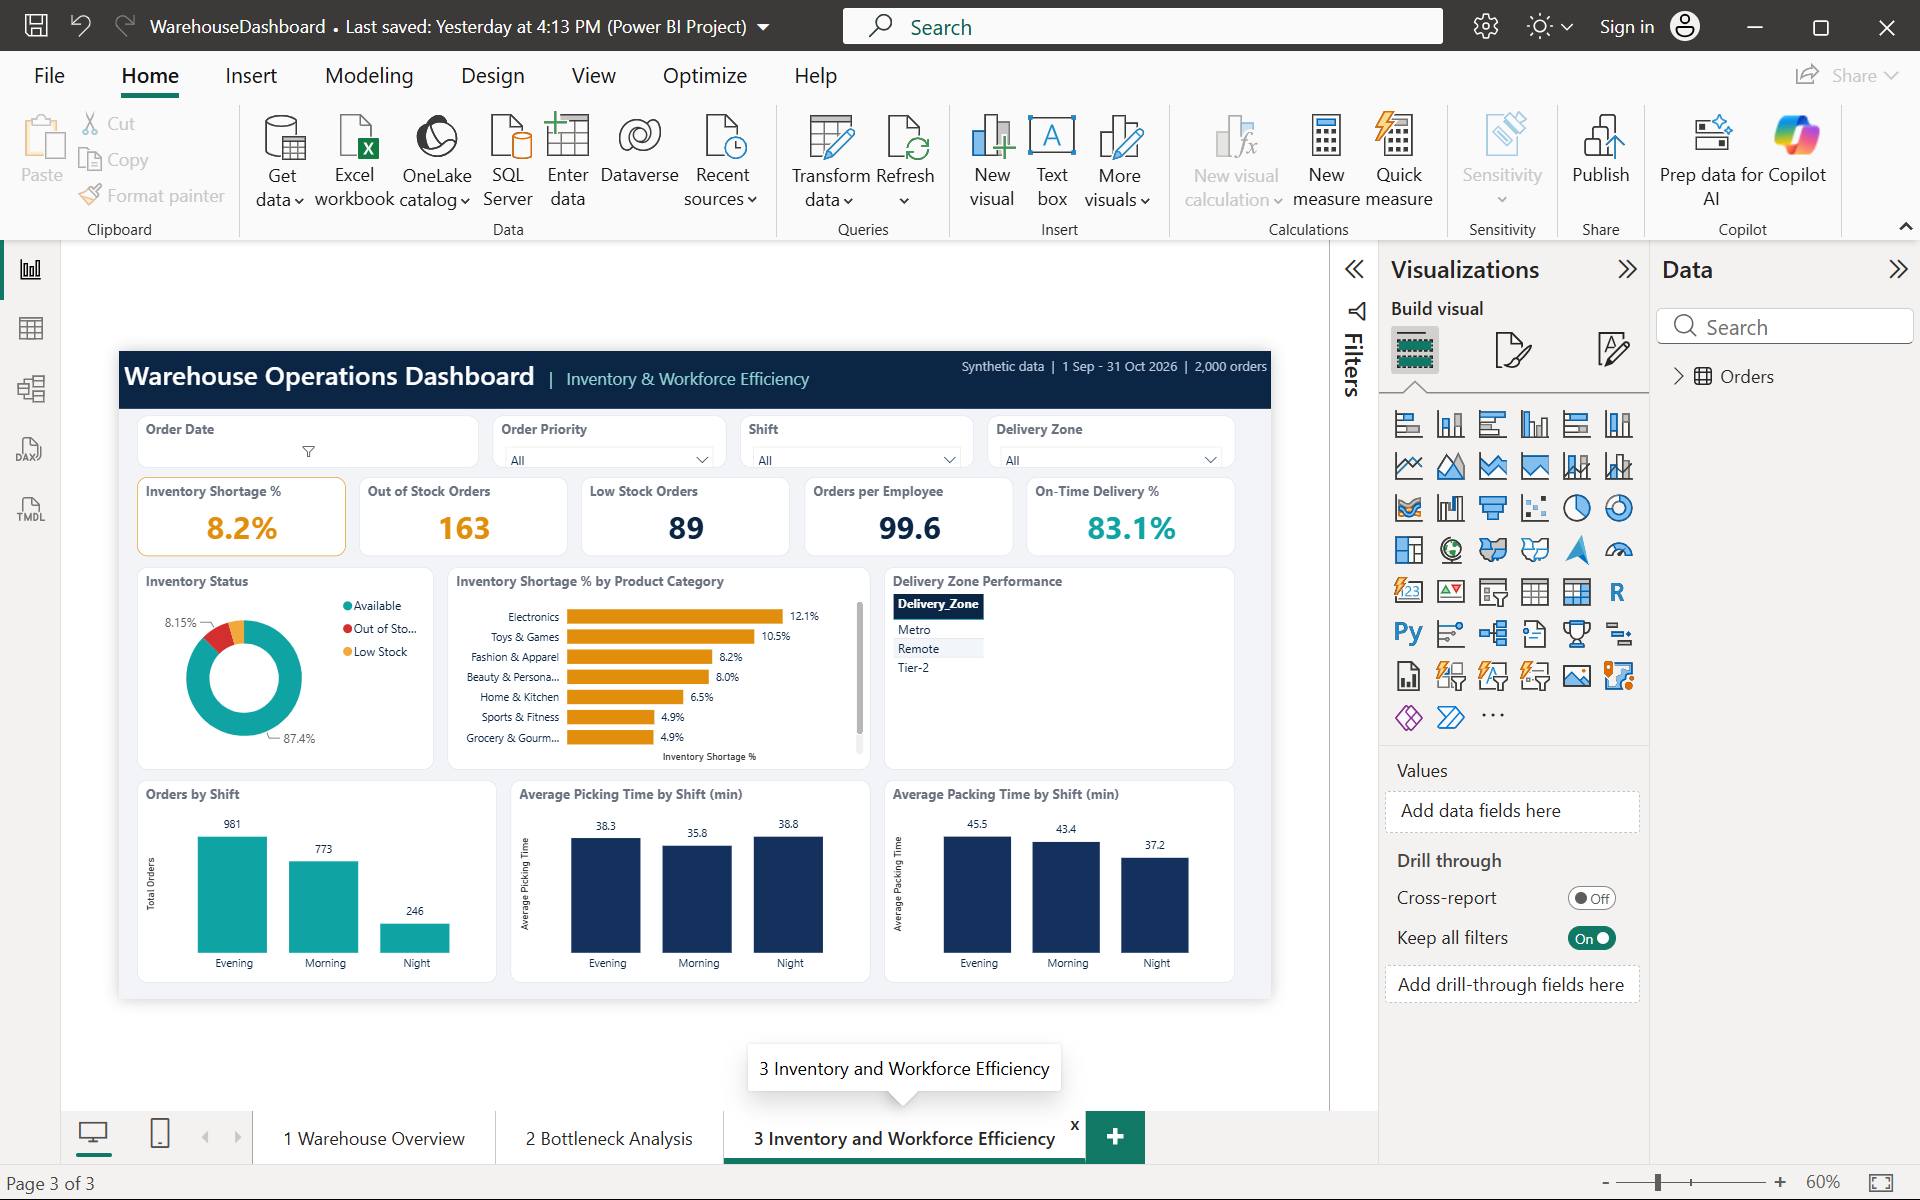 WarehouseDashboard • Last saved: Yesterday at 4:13 PM (Power BI Project)
Search
Sign in
File
Home
Insert
Modeling
Design
View
Optimize
Help
Share
Paste
Cut
Copy
Format painter
Clipboard
Get data
Excel workbook
OneLake catalog
SQL Server
Enter data
Dataverse
Recent sources
Data
Transform data
Refresh
Queries
New visual
Text box
More visuals
Insert
New visual calculation
New measure
Quick measure
Calculations
Sensitivity
Sensitivity
Publish
Share
Prep data for AI
Copilot
Copilot
DAX
TMDL
Warehouse Operations Dashboard | Inventory & Workforce Efficiency
Synthetic data | 1 Sep - 31 Oct 2026 | 2,000 orders
Order Date
Order Priority
All
Shift
All
Delivery Zone
All
Inventory Shortage %
8.2%
Out of Stock Orders
163
Low Stock Orders
89
Orders per Employee
99.6
On-Time Delivery %
83.1%
Inventory Status
8.15%
87.4%
Available
Out of Sto...
Low Stock
Inventory Shortage % by Product Category
Electronics 12.1%
Toys & Games 10.5%
Fashion & Apparel 8.2%
Beauty & Persona... 8.0%
Home & Kitchen 6.5%
Sports & Fitness 4.9%
Grocery & Gourm... 4.9%
Inventory Shortage %
Delivery Zone Performance
Delivery_Zone
Metro
Remote
Tier-2
Orders by Shift
Total Orders
981
773
246
Evening
Morning
Night
Average Picking Time by Shift (min)
Average Picking Time
38.3
35.8
38.8
Evening
Morning
Night
Average Packing Time by Shift (min)
Average Packing Time
45.5
43.4
37.2
Evening
Morning
Night
3 Inventory and Workforce Efficiency
Filters
Visualizations
Build visual
123
R
Py
Values
Add data fields here
Drill through
Cross-report
Off
Keep all filters
On
Add drill-through fields here
Data
Search
Orders
1 Warehouse Overview
2 Bottleneck Analysis
3 Inventory and Workforce Efficiency
x
+
Page 3 of 3
- + 60%